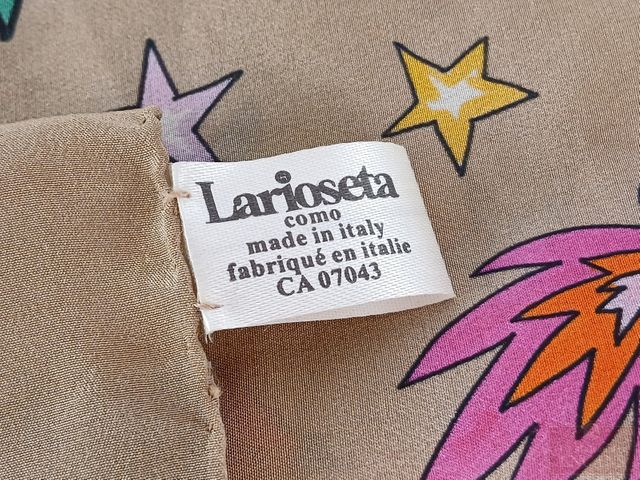 Larioseta
como
made in italy
fabriqué en italie
CA 07043